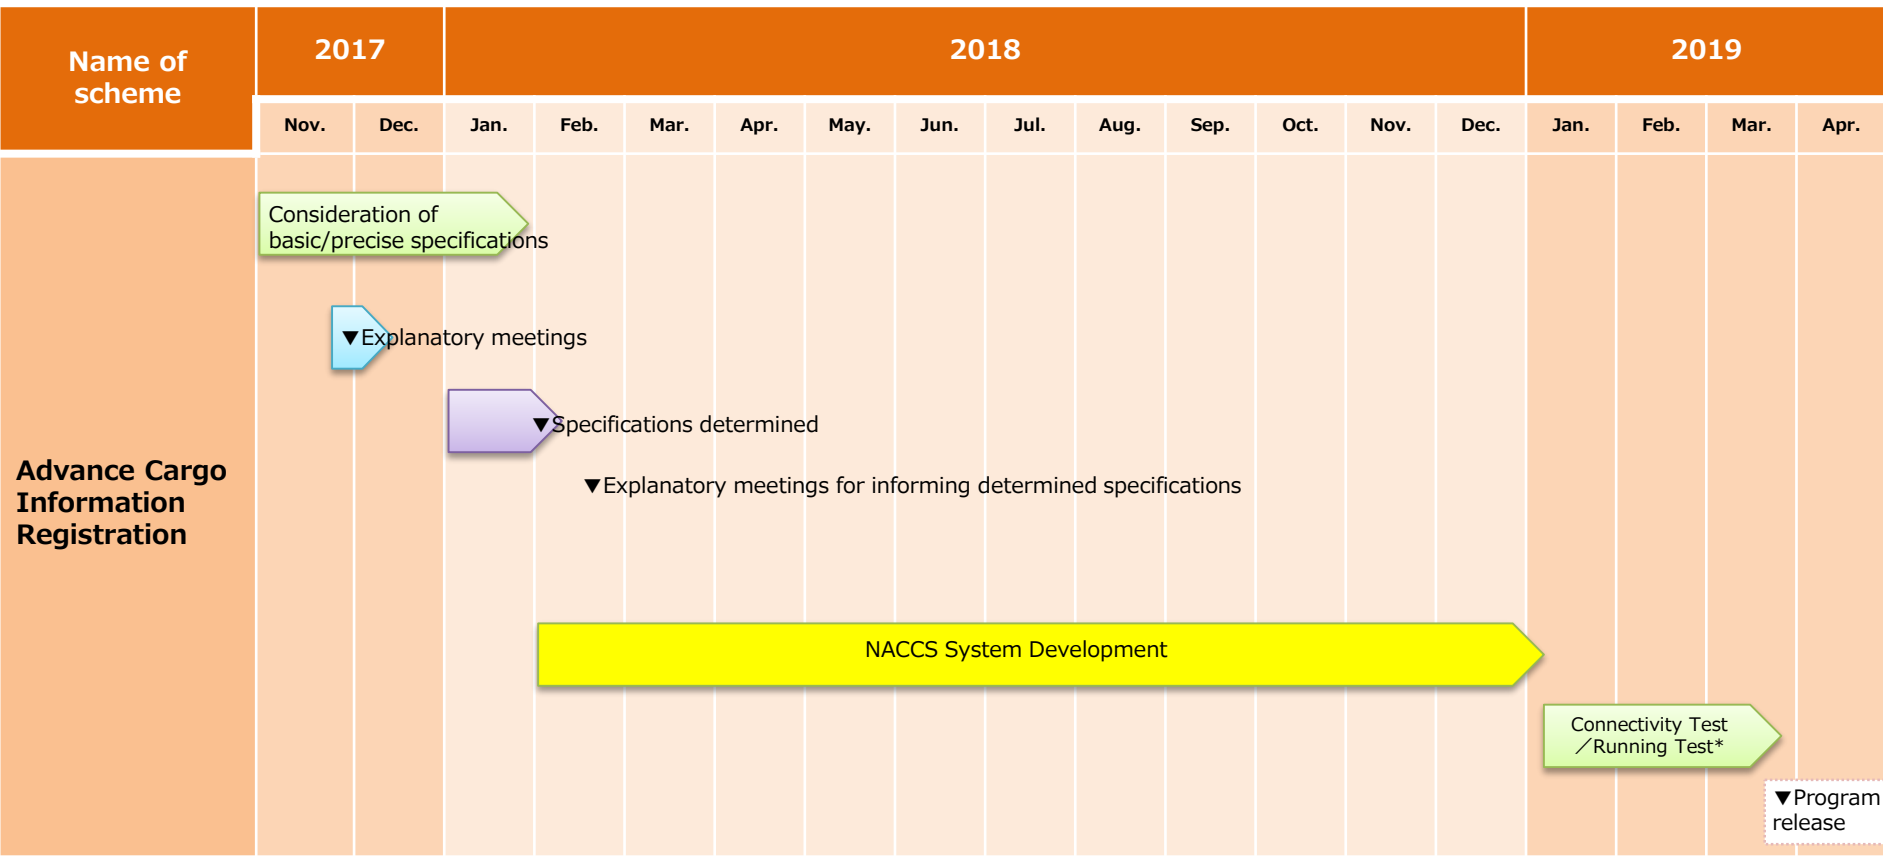 Name of
scheme
2017
2018
2019
Nov.
Dec.
Jan.
Feb.
Mar.
Apr.
May.
Jun.
Jul.
Aug.
Sep.
Oct.
Nov.
Dec.
Jan.
Feb.
Mar.
Apr.
Advance Cargo
Information
Registration
Consideration of
basic/precise specifications
▼Explanatory meetings
▼Specifications determined
▼Explanatory meetings for informing determined specifications
NACCS System Development
Connectivity Test
／Running Test*
▼Program
release